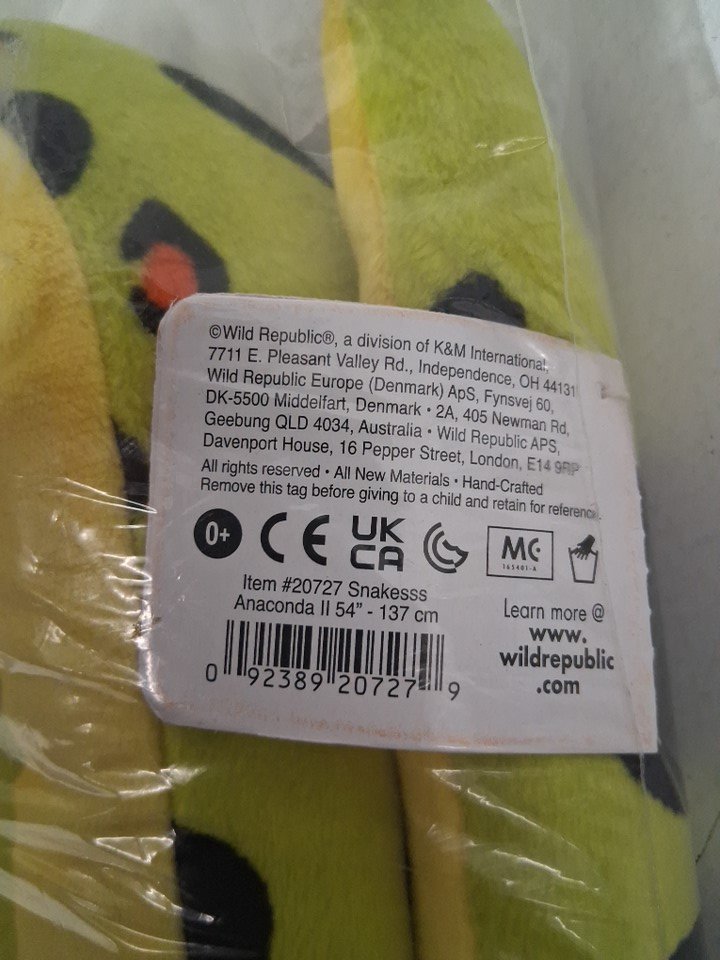 ©Wild Republic®, a division of K&M International,
7711 E. Pleasant Valley Rd., Independence, OH 44131
Wild Republic Europe (Denmark) ApS, Fynsvej 60,
DK-5500 Middelfart, Denmark • 2A, 405 Newman Rd,
Geebung QLD 4034, Australia • Wild Republic APS,
Davenport House, 16 Pepper Street, London, E14 9RP
All rights reserved • All New Materials • Hand-Crafted
Remove this tag before giving to a child and retain for reference.
0+ CE UK
CA
MC
165401-A
Item #20727 Snakesss
Anaconda II 54” - 137 cm
0 92389 20727 9
Learn more @
www.
wildrepublic
.com